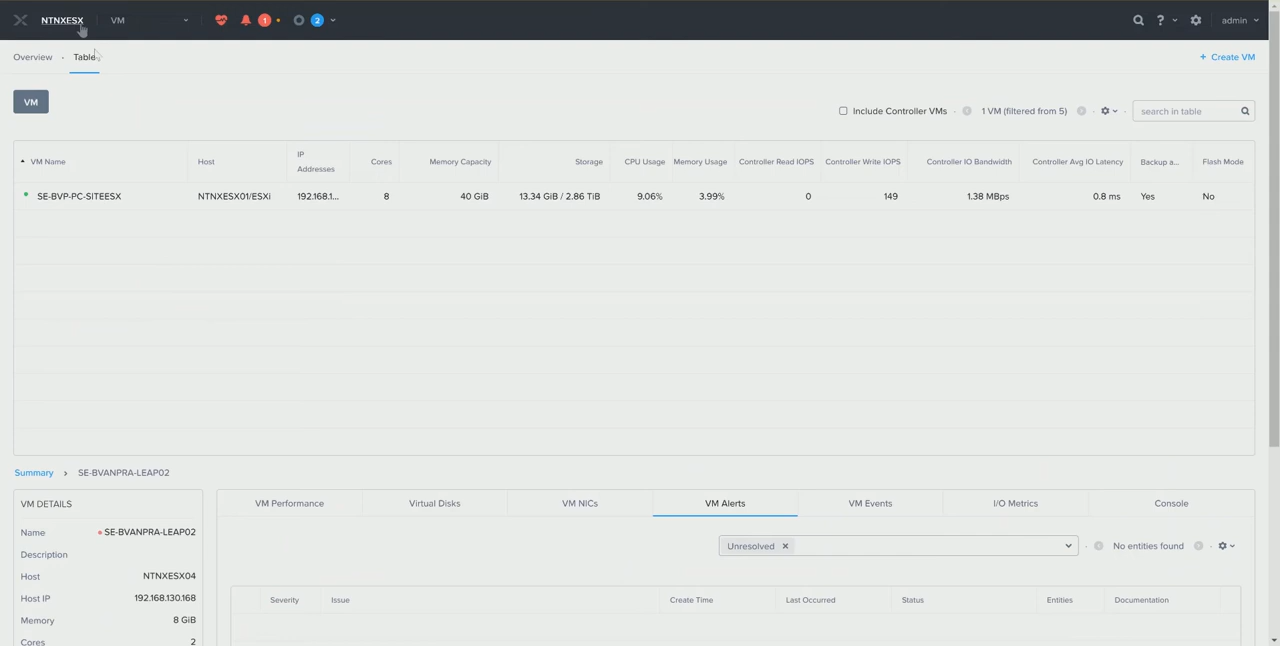 NTNXESX VM 1 2 ? admin
Overview · Table + Create VM
VM Include Controller VMs · 1 VM (filtered from 5) · · search in table
VM Name Host IP Addresses Cores Memory Capacity Storage CPU Usage Memory Usage Controller Read IOPS Controller Write IOPS Controller IO Bandwidth Controller Avg IO Latency Backup a... Flash Mode
SE-BVP-PC-SITEESX NTNXESX01/ESXi 192.168.1... 8 40 GiB 13.34 GiB / 2.86 TiB 9.06% 3.99% 0 149 1.38 MBps 0.8 ms Yes No
Summary > SE-BVANPRA-LEAP02
VM DETAILS VM Performance Virtual Disks VM NICs VM Alerts VM Events I/O Metrics Console
Name SE-BVANPRA-LEAP02
Unresolved × · No entities found ·
Description
Host NTNXESX04
Host IP 192.168.130.168
Severity Issue Create Time Last Occurred Status Entities Documentation
Memory 8 GiB
Cores 2